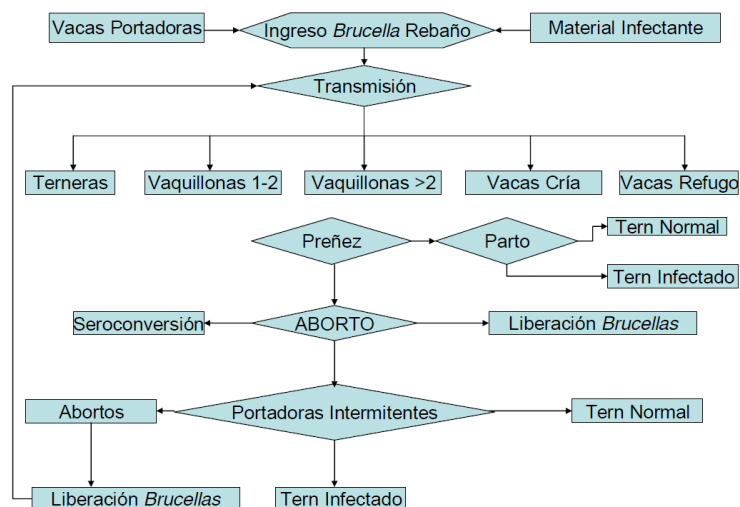 Vacas Portadoras
Ingreso Brucella Rebaño
Material Infectante
Transmisión
Terneras
Vaquillonas 1-2
Vaquillonas >2
Vacas Cría
Vacas Refugo
Preñez
Parto
Tern Normal
Tern Infectado
Seroconversión
ABORTO
Liberación Brucellas
Abortos
Portadoras Intermitentes
Tern Normal
Liberación Brucellas
Tern Infectado